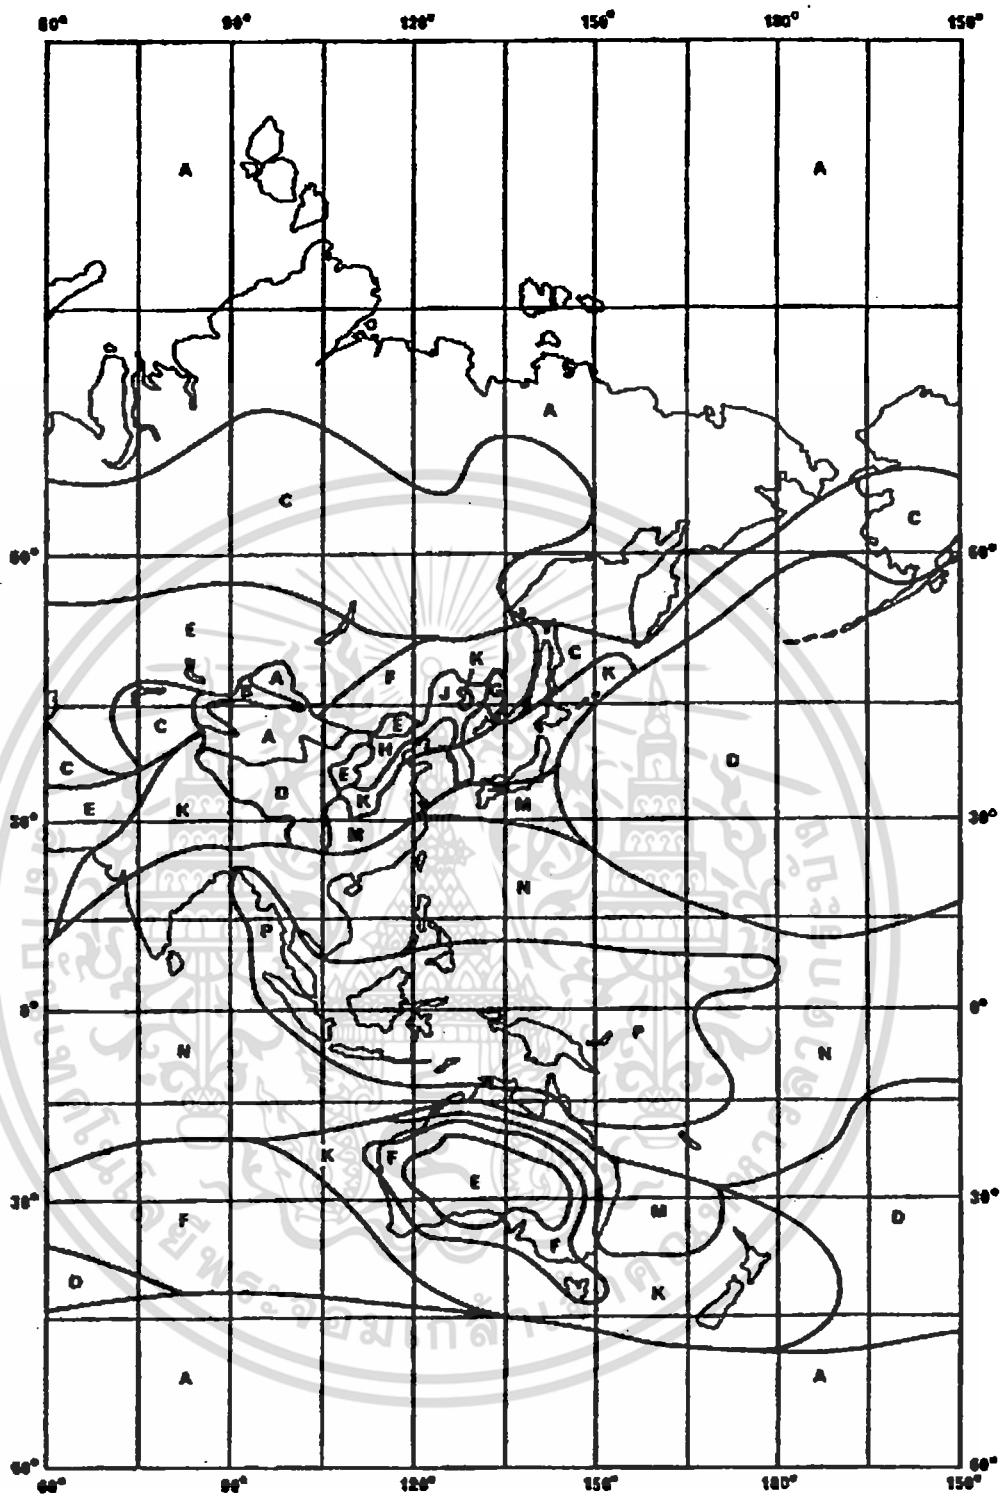 60° 90° 120° 150° 180° 150°
A A
A
C C
60° 60°
E
K C
A F K
B J G
E
C A H D
C E
E K D K M
30° M 30°
N
P
0° 0°
P
N N
K F
E
30° M 30°
F D
F
D K
A A
60° 60°
60° 90° 120° 150° 180° 150°